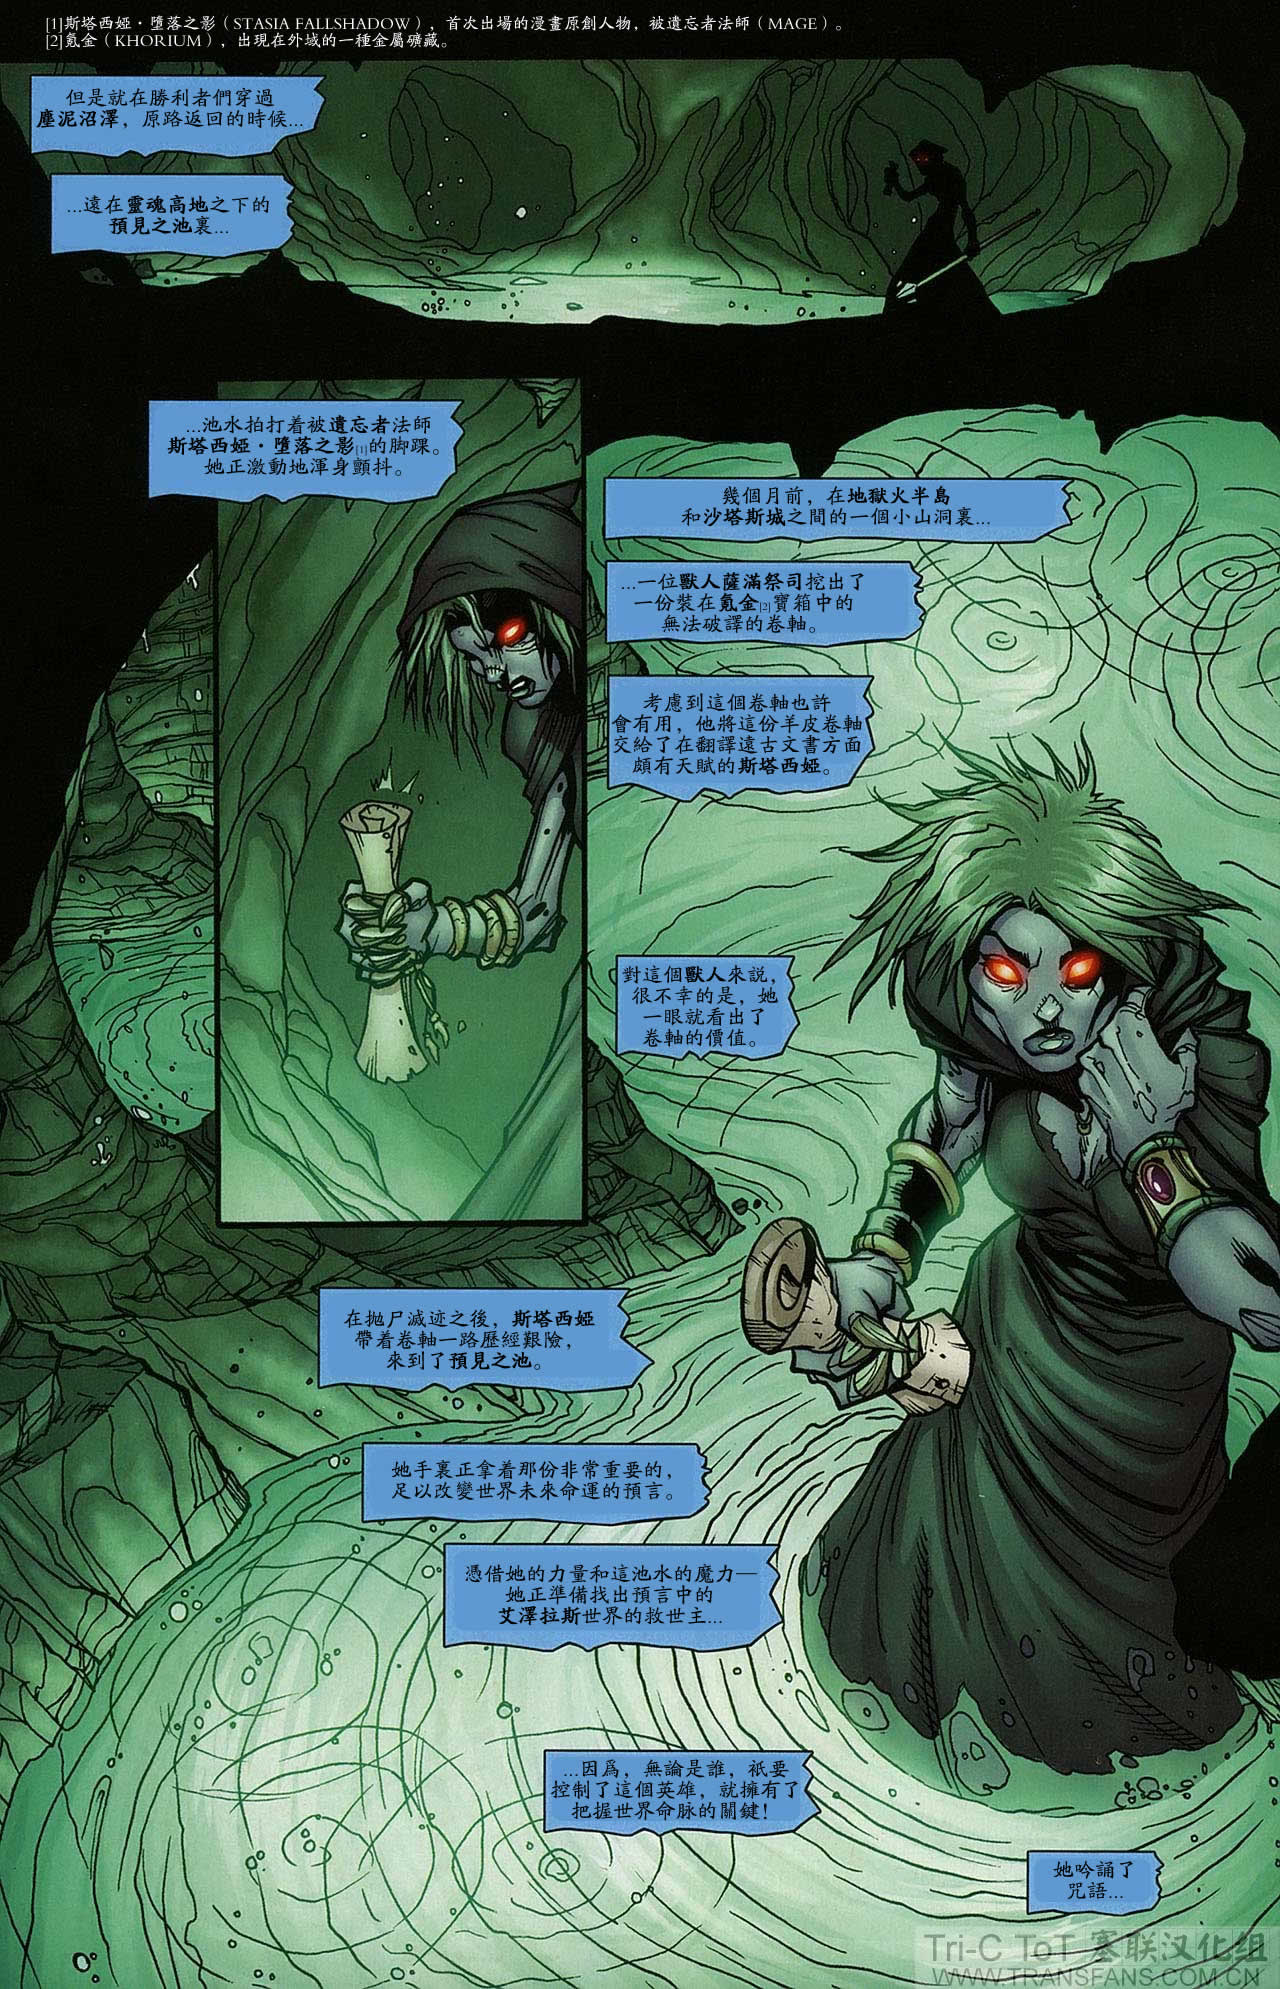 [1]斯塔西婭·墮落之影（STASIA FALLSHADOW），首次出場的漫畫原創人物，被遺忘者法師（MAGE）。
[2]氪金（KHORIUM），出現在外域的一種金屬礦藏。
但是就在勝利者們穿過
塵泥沼澤，原路返回的時候...
...遠在靈魂高地之下的
預見之池裏...
...池水拍打着被遺忘者法師
斯塔西婭·墮落之影[1]的脚踝。
她正激動地渾身顫抖。
幾個月前，在地獄火半島
和沙塔斯城之間的一個小山洞裏...
...一位獸人薩滿祭司挖出了
一份裝在氪金[2]寶箱中的
無法破譯的卷軸。
考慮到這個卷軸也許
會有用，他將這份羊皮卷軸
交給了在翻譯遠古文書方面
頗有天賦的斯塔西婭。
對這個獸人來説，
很不幸的是，她
一眼就看出了
卷軸的價值。
在拋尸滅迹之後，斯塔西婭
帶着卷軸一路歷經艱險，
來到了預見之池。
她手裏正拿着那份非常重要的，
足以改變世界未來命運的預言。
憑借她的力量和這池水的魔力—
她正準備找出預言中的
艾澤拉斯世界的救世主...
...因爲，無論是誰，衹要
控制了這個英雄，就擁有了
把握世界命脉的關鍵！
她吟誦了
咒語...
Tri-C ToT 塞联汉化组
WWW.TRANSFANS.COM.CN